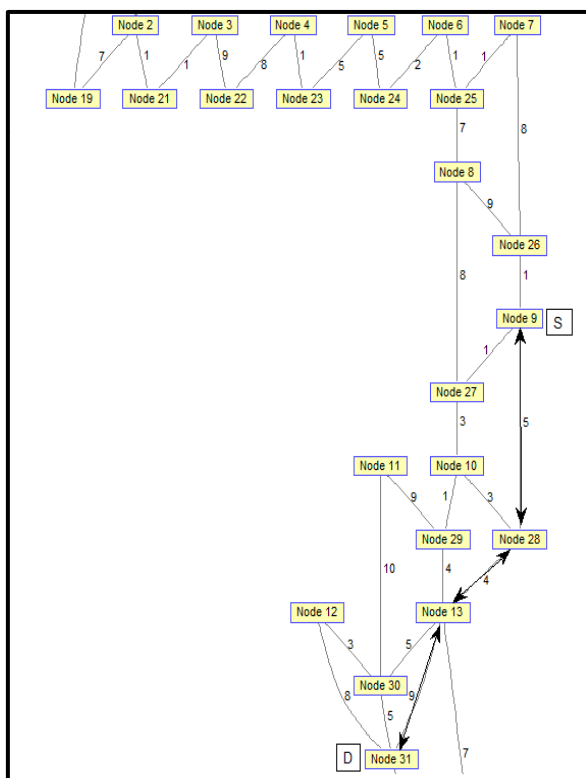 Node 2 Node 3 Node 4 Node 5 Node 6 Node 7
7 1 1 9 8 1 5 5 2 1 1
Node 19 Node 21 Node 22 Node 23 Node 24 Node 25
7 8
Node 8
9
Node 26
8 1
Node 9 S
1
Node 27
3 5
Node 11 Node 10
9 1 3
Node 29 Node 28
10 4 4
Node 12 Node 13
3 5
Node 30
8 9
5
7
D Node 31